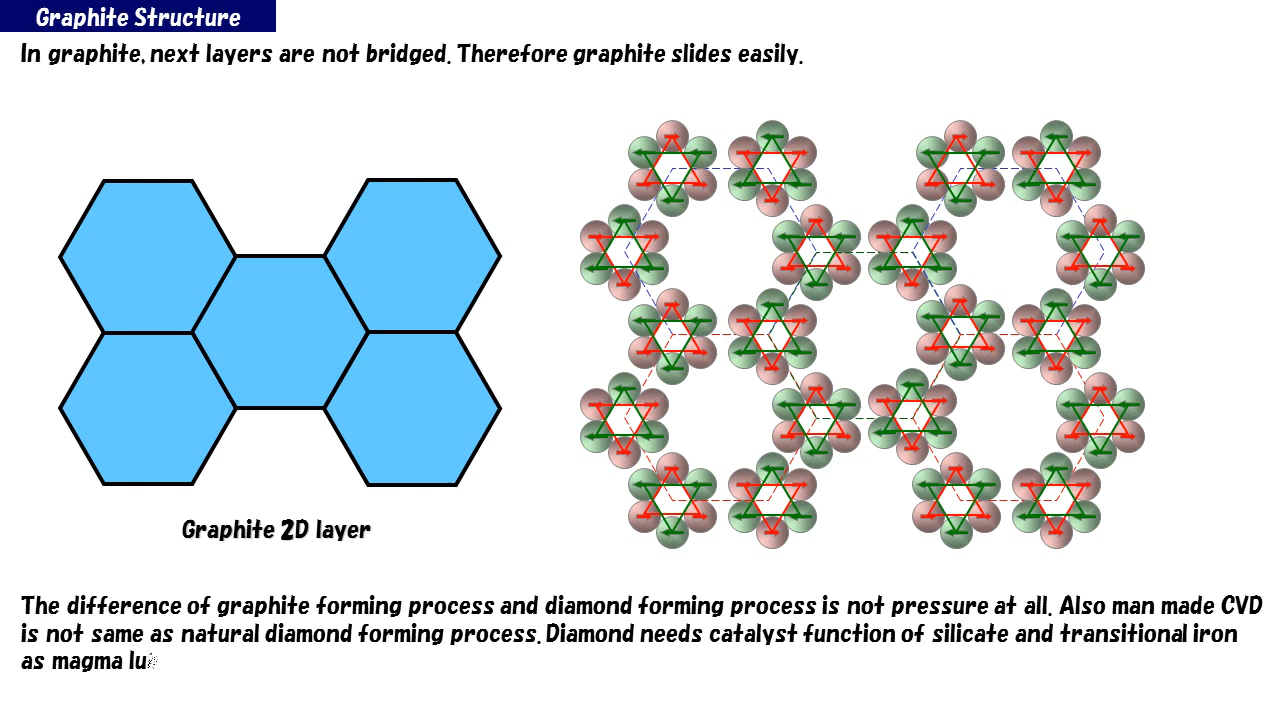 Graphite Structure
In graphite, next layers are not bridged. Therefore graphite slides easily.
Graphite 2D layer
The difference of graphite forming process and diamond forming process is not pressure at all. Also man made CVD
is not same as natural diamond forming process. Diamond needs catalyst function of silicate and transitional iron
as magma